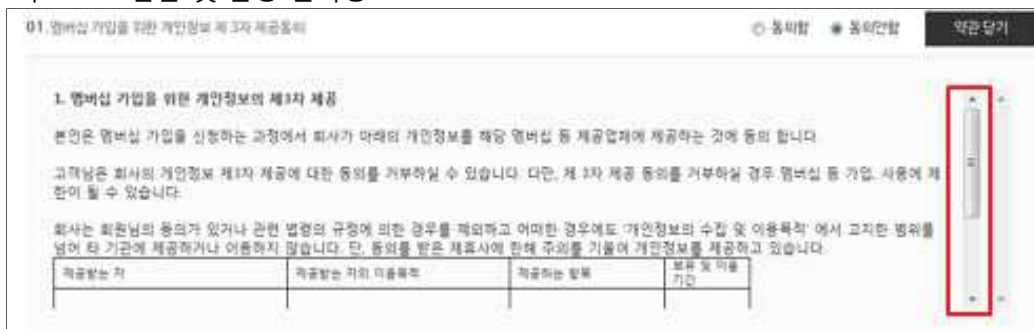 01. 멤버십 가입을 위한 개인정보 제 3자 제공동의
동의함 동의안함 약관 닫기
1. 멤버십 가입을 위한 개인정보의 제3자 제공
본인은 멤버십 가입을 신청하는 과정에서 회사가 아래의 개인정보를 해당 멤버십 등 제공업체에 제공하는 것에 동의 합니다.
고객님은 회사의 개인정보 제3자 제공에 대한 동의를 거부하실 수 있습니다. 다만, 제 3자 제공 동의를 거부하실 경우 멤버십 등 가입, 사용에 제
한이 될 수 있습니다.
회사는 회원님의 동의가 있거나 관련 법령의 규정에 의한 경우를 제외하고 어떠한 경우에도 '개인정보의 수집 및 이용목적' 에서 고지한 범위를
넘어 타 기관에 제공하거나 이용하지 않습니다. 단, 동의를 받은 제휴사에 한해 주의를 기울여 개인정보를 제공하고 있습니다.
제공받는 자 제공받는 자의 이용목적 제공하는 항목 보유 및 이용
기간